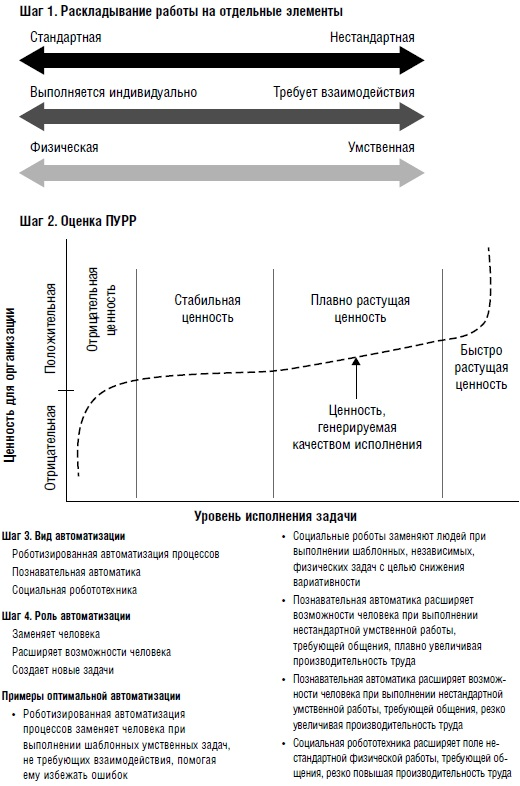 Шаг 1. Раскладывание работы на отдельные элементы
Стандартная Нестандартная
Выполняется индивидуально Требует взаимодействия
Физическая Умственная
Шаг 2. Оценка ПУРР
Ценность для организации
Положительная
Отрицательная
Отрицательная
ценность
Стабильная
ценность
Плавно растущая
ценность
Быстро
растущая
ценность
Ценность,
генерируемая
качеством исполнения
Уровень исполнения задачи
Шаг 3. Вид автоматизации
Роботизированная автоматизация процессов
Познавательная автоматика
Социальная робототехника
Шаг 4. Роль автоматизации
Заменяет человека
Расширяет возможности человека
Создает новые задачи
Примеры оптимальной автоматизации
• Роботизированная автоматизация
процессов заменяет человека при
выполнении шаблонных умственных задач,
не требующих взаимодействия, помогая
ему избежать ошибок
• Социальные роботы заменяют людей при
выполнении шаблонных, независимых,
физических задач с целью снижения
вариативности
• Познавательная автоматика расширяет
возможности человека при выполнении
нестандартной умственной работы,
требующей общения, плавно увеличивая
производительность труда
• Познавательная автоматика расширяет возмож-
ности человека при выполнении нестандартной
умственной работы, требующей общения, резко
увеличивая производительность труда
• Социальная робототехника расширяет поле не-
стандартной физической работы, требующей об-
щения, резко повышая производительность труда